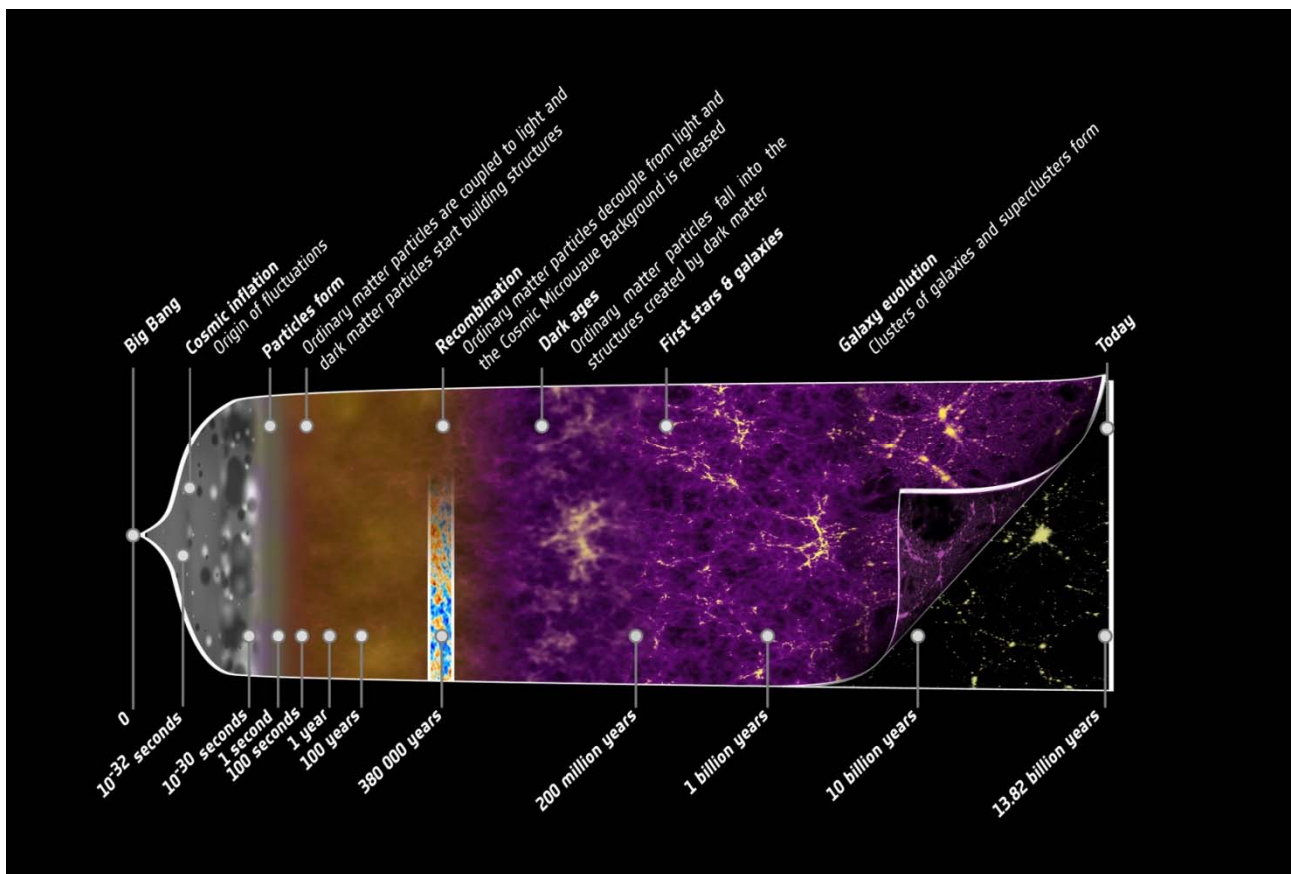 Big Bang
Cosmic inflation
Origin of fluctuations
Particles form
Ordinary matter particles are coupled to light and
dark matter particles start building structures
Recombination
Ordinary matter particles decouple from light and
the Cosmic Microwave Background is released
Dark ages
Ordinary matter particles fall into the
structures created by dark matter
First stars & galaxies
Galaxy evolution
Clusters of galaxies and superclusters form
Today
0
10-32 seconds
10-30 seconds
1 second
100 seconds
1 year
100 years
380 000 years
200 million years
1 billion years
10 billion years
13.82 billion years